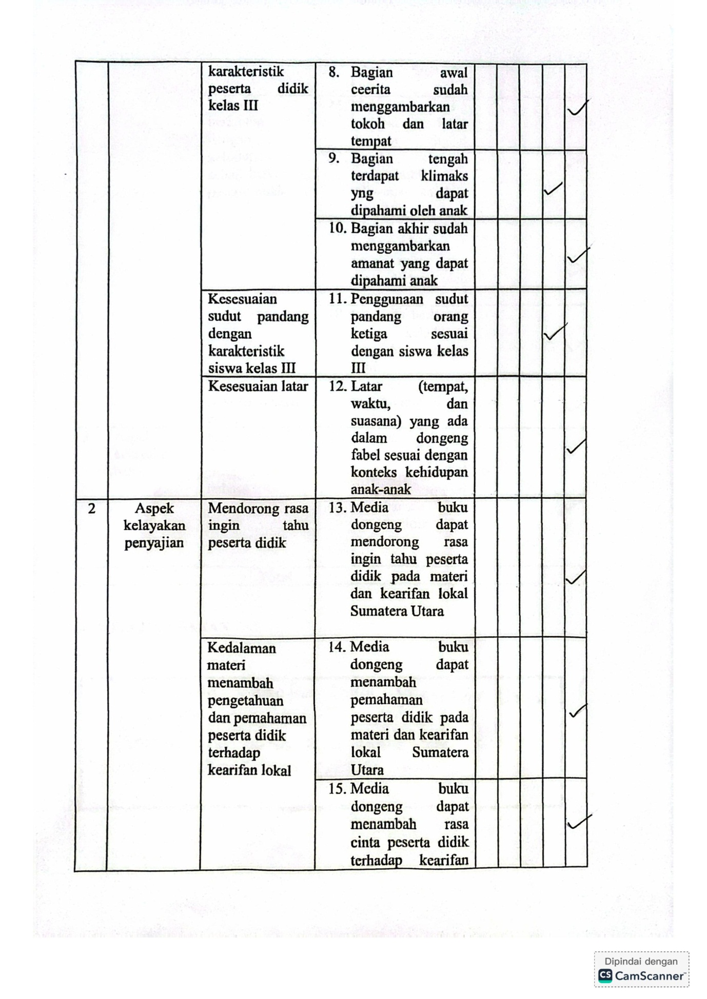 karakteristik
peserta didik
kelas III
8. Bagian awal
ceerita sudah
menggambarkan
tokoh dan latar
tempat
9. Bagian tengah
terdapat klimaks
yng dapat
dipahami oleh anak
10. Bagian akhir sudah
menggambarkan
amanat yang dapat
dipahami anak
Kesesuaian
sudut pandang
dengan
karakteristik
siswa kelas III
11. Penggunaan sudut
pandang orang
ketiga sesuai
dengan siswa kelas
III
Kesesuaian latar
12. Latar (tempat,
waktu, dan
suasana) yang ada
dalam dongeng
fabel sesuai dengan
konteks kehidupan
anak-anak
2
Aspek
kelayakan
penyajian
Mendorong rasa
ingin tahu
peserta didik
13. Media buku
dongeng dapat
mendorong rasa
ingin tahu peserta
didik pada materi
dan kearifan lokal
Sumatera Utara
Kedalaman
materi
menambah
pengetahuan
dan pemahaman
peserta didik
terhadap
kearifan lokal
14. Media buku
dongeng dapat
menambah
pemahaman
peserta didik pada
materi dan kearifan
lokal Sumatera
Utara
15. Media buku
dongeng dapat
menambah rasa
cinta peserta didik
terhadap kearifan
Dipindai dengan
CS CamScanner